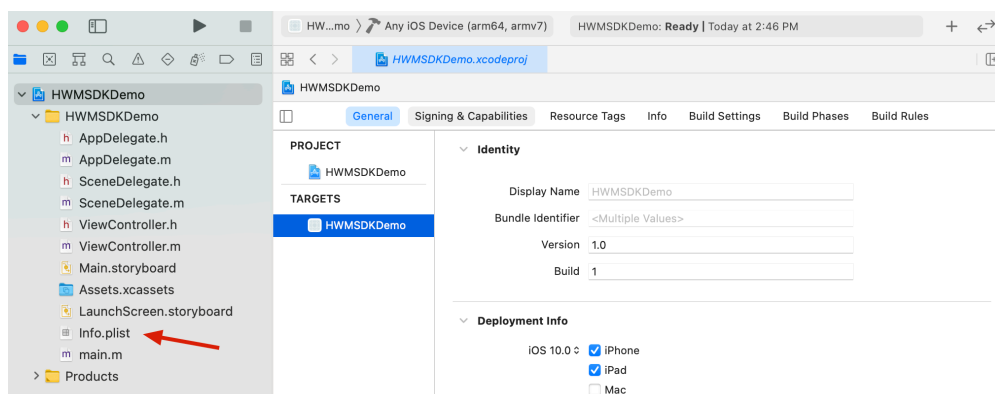 HW...mo 〉 Any iOS Device (arm64, armv7)
HWMSDKDemo: Ready | Today at 2:46 PM
HWMSDKDemo.xcodeproj
HWMSDKDemo
HWMSDKDemo
AppDelegate.h
AppDelegate.m
SceneDelegate.h
SceneDelegate.m
ViewController.h
ViewController.m
Main.storyboard
Assets.xcassets
LaunchScreen.storyboard
Info.plist
main.m
Products
HWMSDKDemo
General Signing & Capabilities Resource Tags Info Build Settings Build Phases Build Rules
PROJECT
HWMSDKDemo
TARGETS
HWMSDKDemo
Identity
Display Name HWMSDKDemo
Bundle Identifier <Multiple Values>
Version 1.0
Build 1
Deployment Info
iOS 10.0 iPhone
iPad
Mac